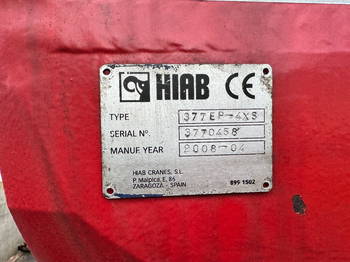 HIAB CE
TYPE 377EP-4XS
SERIAL Nº. 3770458
MANUF. YEAR 2008-04
HIAB CRANES, S.L.
P. Malpica, E, 86
ZARAGOZA - SPAIN
899 1502